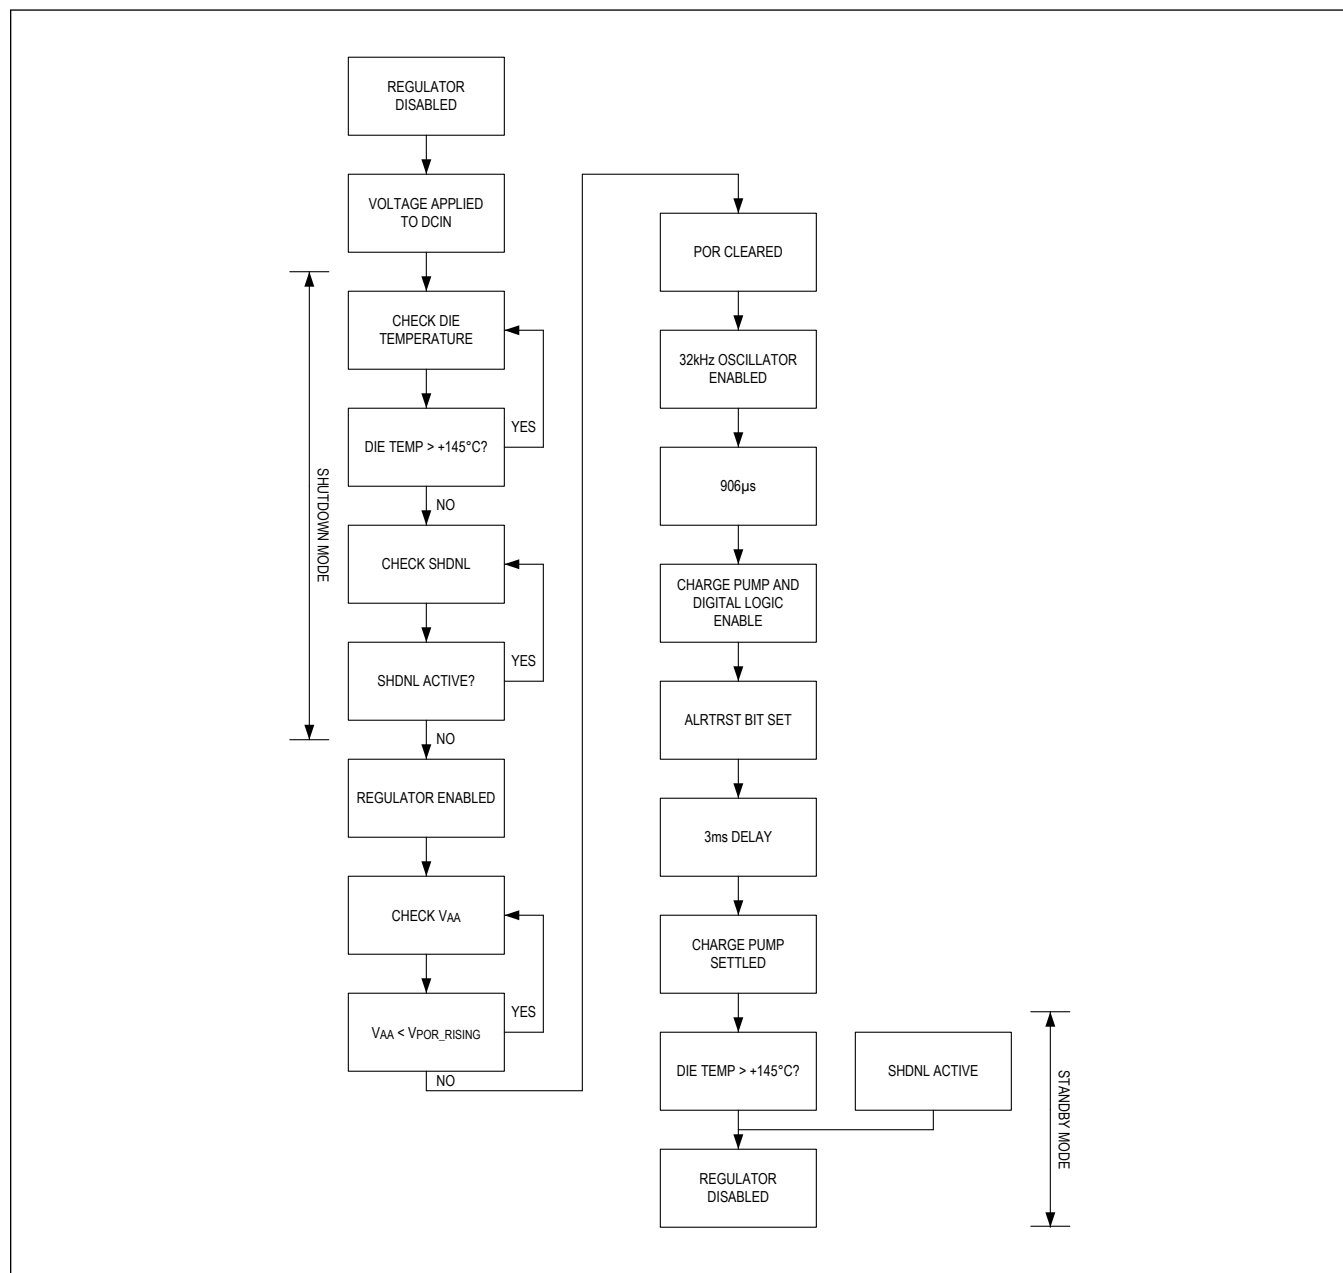 REGULATOR
DISABLED
VOLTAGE APPLIED
TO DCIN
CHECK DIE
TEMPERATURE
YES
DIE TEMP > +145°C?
NO
CHECK SHDNL
YES
SHDNL ACTIVE?
NO
SHUTDOWN MODE
REGULATOR ENABLED
CHECK VAA
YES
VAA < VPOR_RISING
NO
POR CLEARED
32kHz OSCILLATOR
ENABLED
906µs
CHARGE PUMP AND
DIGITAL LOGIC
ENABLE
ALRTRST BIT SET
3ms DELAY
CHARGE PUMP
SETTLED
DIE TEMP > +145°C?
SHDNL ACTIVE
REGULATOR
DISABLED
STANDBY MODE